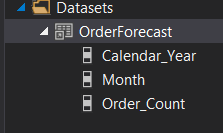 Datasets
OrderForecast
Calendar_Year
Month
Order_Count